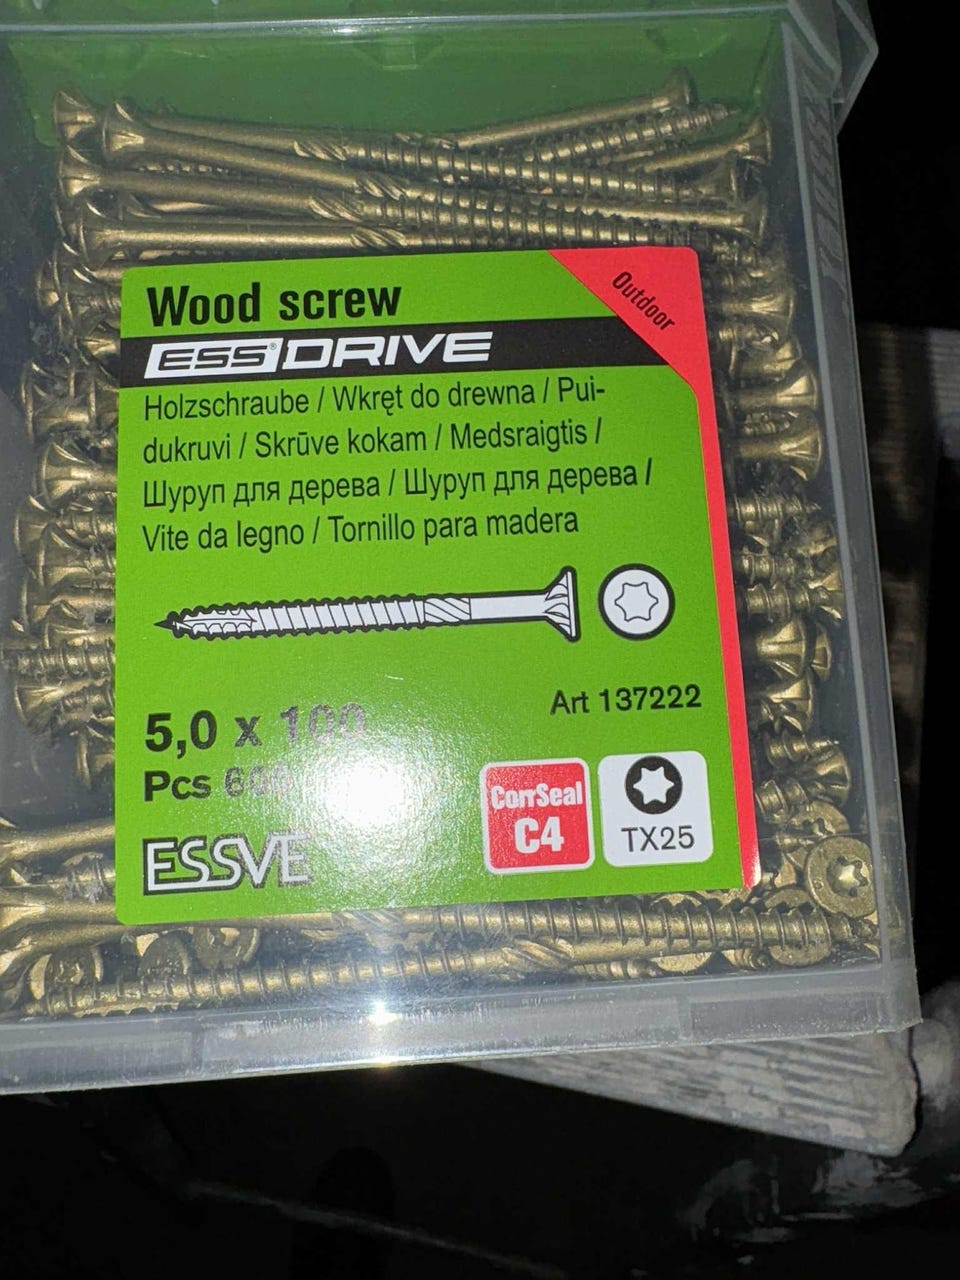 Outdoor
Wood screw
ESS DRIVE
Holzschraube / Wkręt do drewna / Pui-
dukruvi / Skrūve kokam / Medsraigtis /
Шуруп для дерева / Шуруп для дерева /
Vite da legno / Tornillo para madera
Art 137222
5,0 x 100
Pcs
CorrSeal
C4
TX25
ESSVE